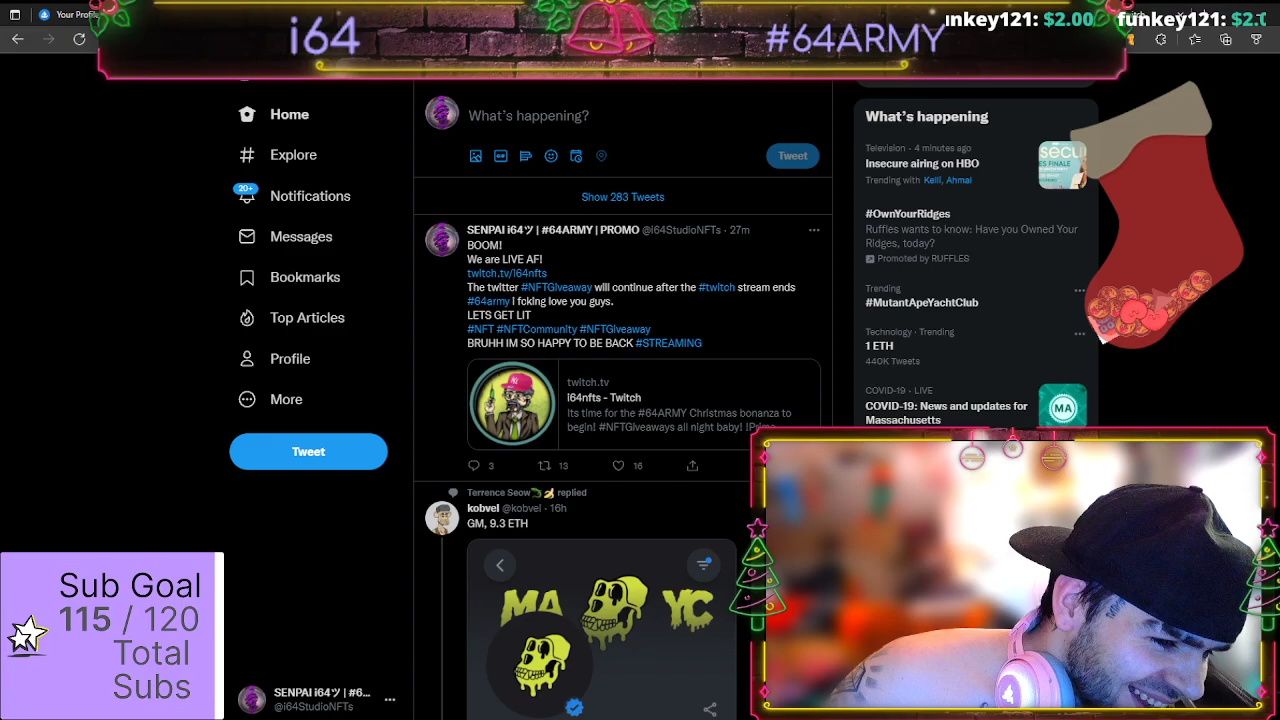 Your Profil
i64
#64ARMY
unkey121: $2.00
funkey121: $2.0
Home
Explore
20+
Notifications
Messages
Bookmarks
Top Articles
Profile
More
Tweet
SENPAI i64ツ | #6...
@i64StudioNFTs
Sub Goal
115 / 120
Total
Subs
What's happening?
Tweet
Show 283 Tweets
SENPAI i64ツ | #64ARMY | PROMO @i64StudioNFTs · 27m
BOOM!
We are LIVE AF!
twitch.tv/i64nfts
The twitter #NFTGiveaway will continue after the #twitch stream ends
#64army I fcking love you guys.
LETS GET LIT
#NFT #NFTCommunity #NFTGiveaway
BRUHH IM SO HAPPY TO BE BACK #STREAMING
twitch.tv
i64nfts - Twitch
Its time for the #64ARMY Christmas bonanza to
begin! #NFTGiveaways all night baby! !Prime
3
13
16
Terrence Seow🐊🍌 replied
kobvel @kobvel · 16h
GM, 9.3 ETH
MA YC
What's happening
Television · 4 minutes ago
Insecure airing on HBO
Trending with Kelli, Ahmal
#OwnYourRidges
Ruffles wants to know: Have you Owned Your
Ridges, today?
Promoted by RUFFLES
Trending
#MutantApeYachtClub
Technology · Trending
1 ETH
440K Tweets
COVID-19 · LIVE
COVID-19: News and updates for
Massachusetts
MA